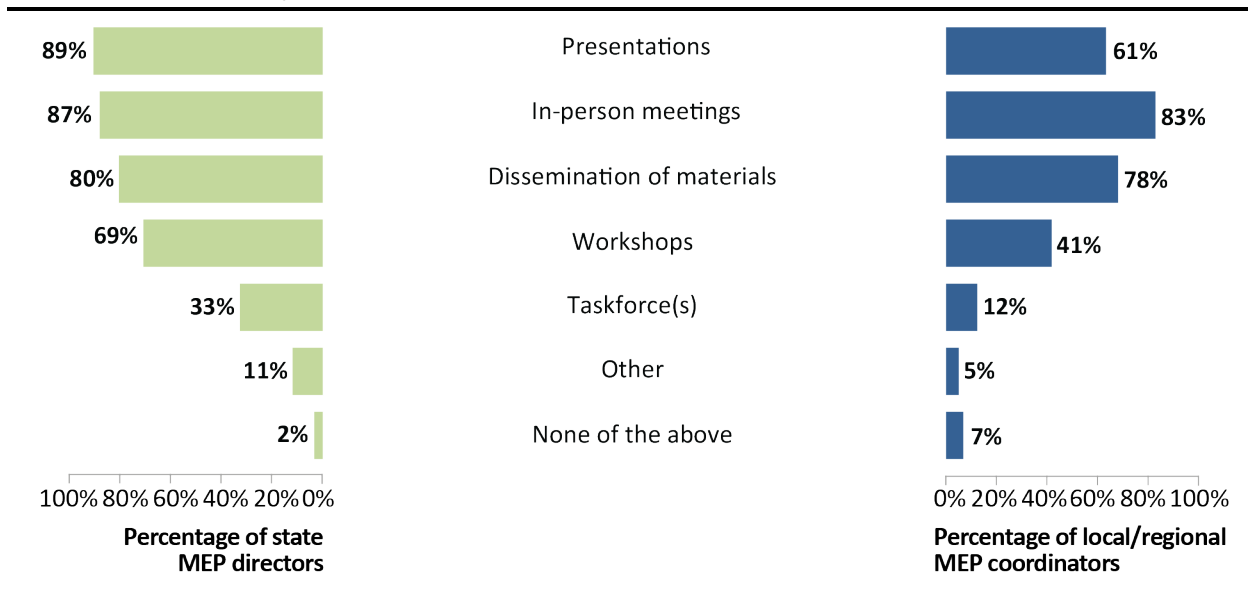 89% Presentations 61%
87% In-person meetings 83%
80% Dissemination of materials 78%
69% Workshops 41%
33% Taskforce(s) 12%
11% Other 5%
2% None of the above 7%
100% 80% 60% 40% 20% 0% 0% 20% 40% 60% 80% 100%
Percentage of state Percentage of local/regional
MEP directors MEP coordinators